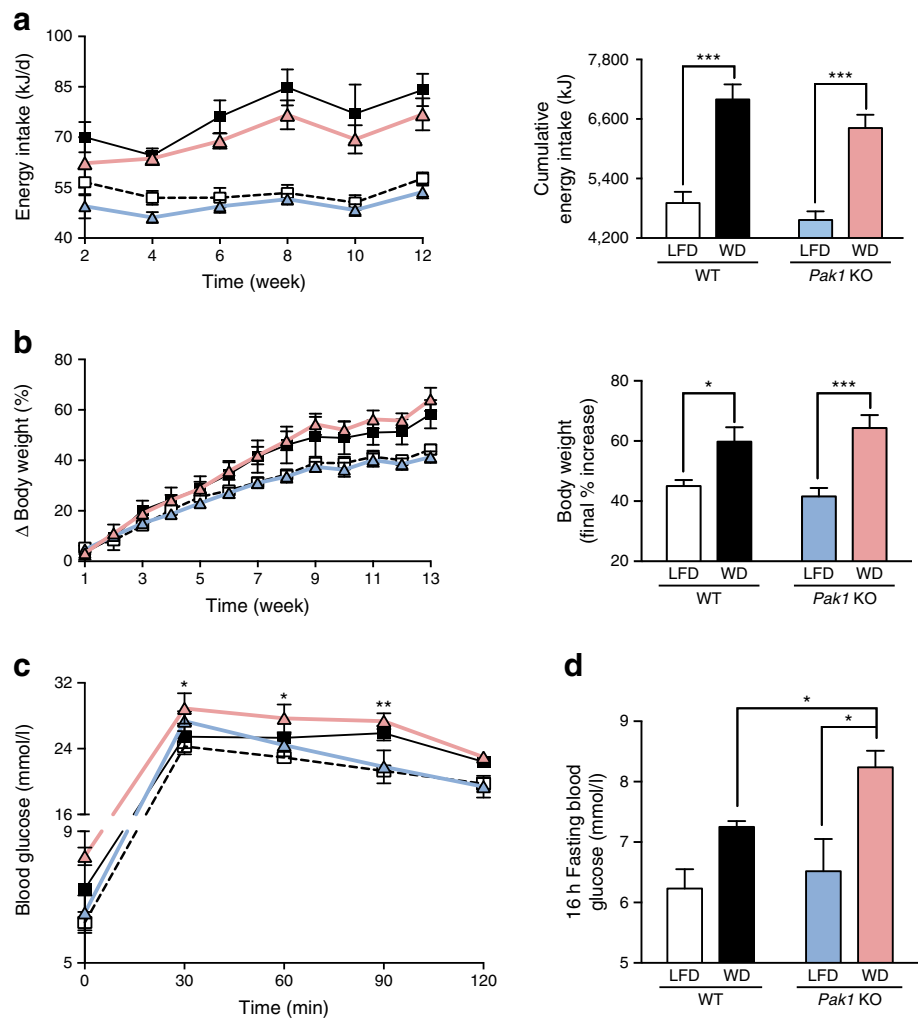 a
Energy intake (kJ/d)
100
85
70
55
40
2 4 6 8 10 12
Time (week)
Cumulative
energy intake (kJ)
7,800
6,600
5,400
4,200
*** ***
LFD WD LFD WD
WT Pak1 KO
b
Δ Body weight (%)
80
60
40
20
0
1 3 5 7 9 11 13
Time (week)
Body weight
(final % increase)
80
60
40
20
* ***
LFD WD LFD WD
WT Pak1 KO
c
Blood glucose (mmol/l)
32
24
16
9
5
* * **
0 30 60 90 120
Time (min)
d
16 h Fasting blood
glucose (mmol/l)
9
8
7
6
5
*
*
LFD WD LFD WD
WT Pak1 KO